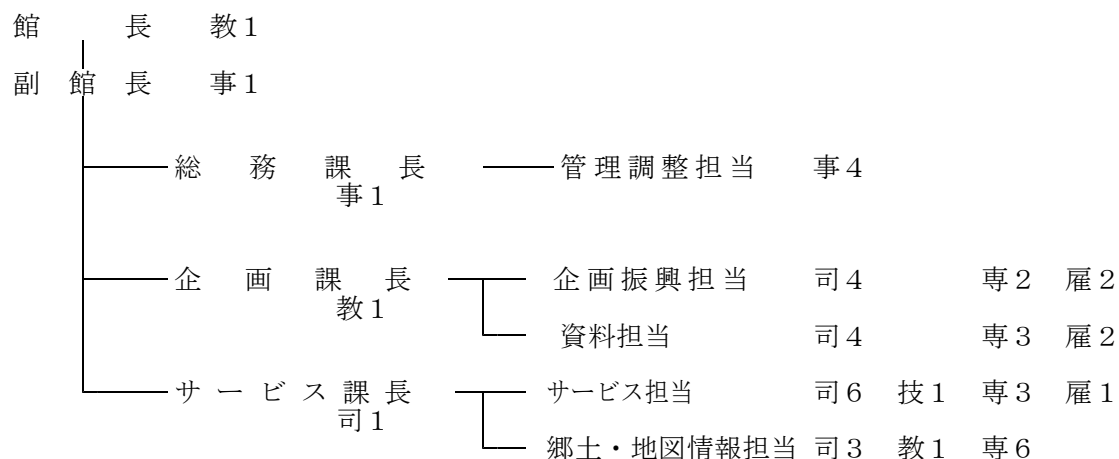 館長 教1
副館長 事1
総務課長 管理調整担当 事4
事1
企画課長 企画振興担当 司4 専2 雇2
教1
資料担当 司4 専3 雇2
サービス課長 サービス担当 司6 技1 専3 雇1
司1
郷土・地図情報担当 司3 教1 専6